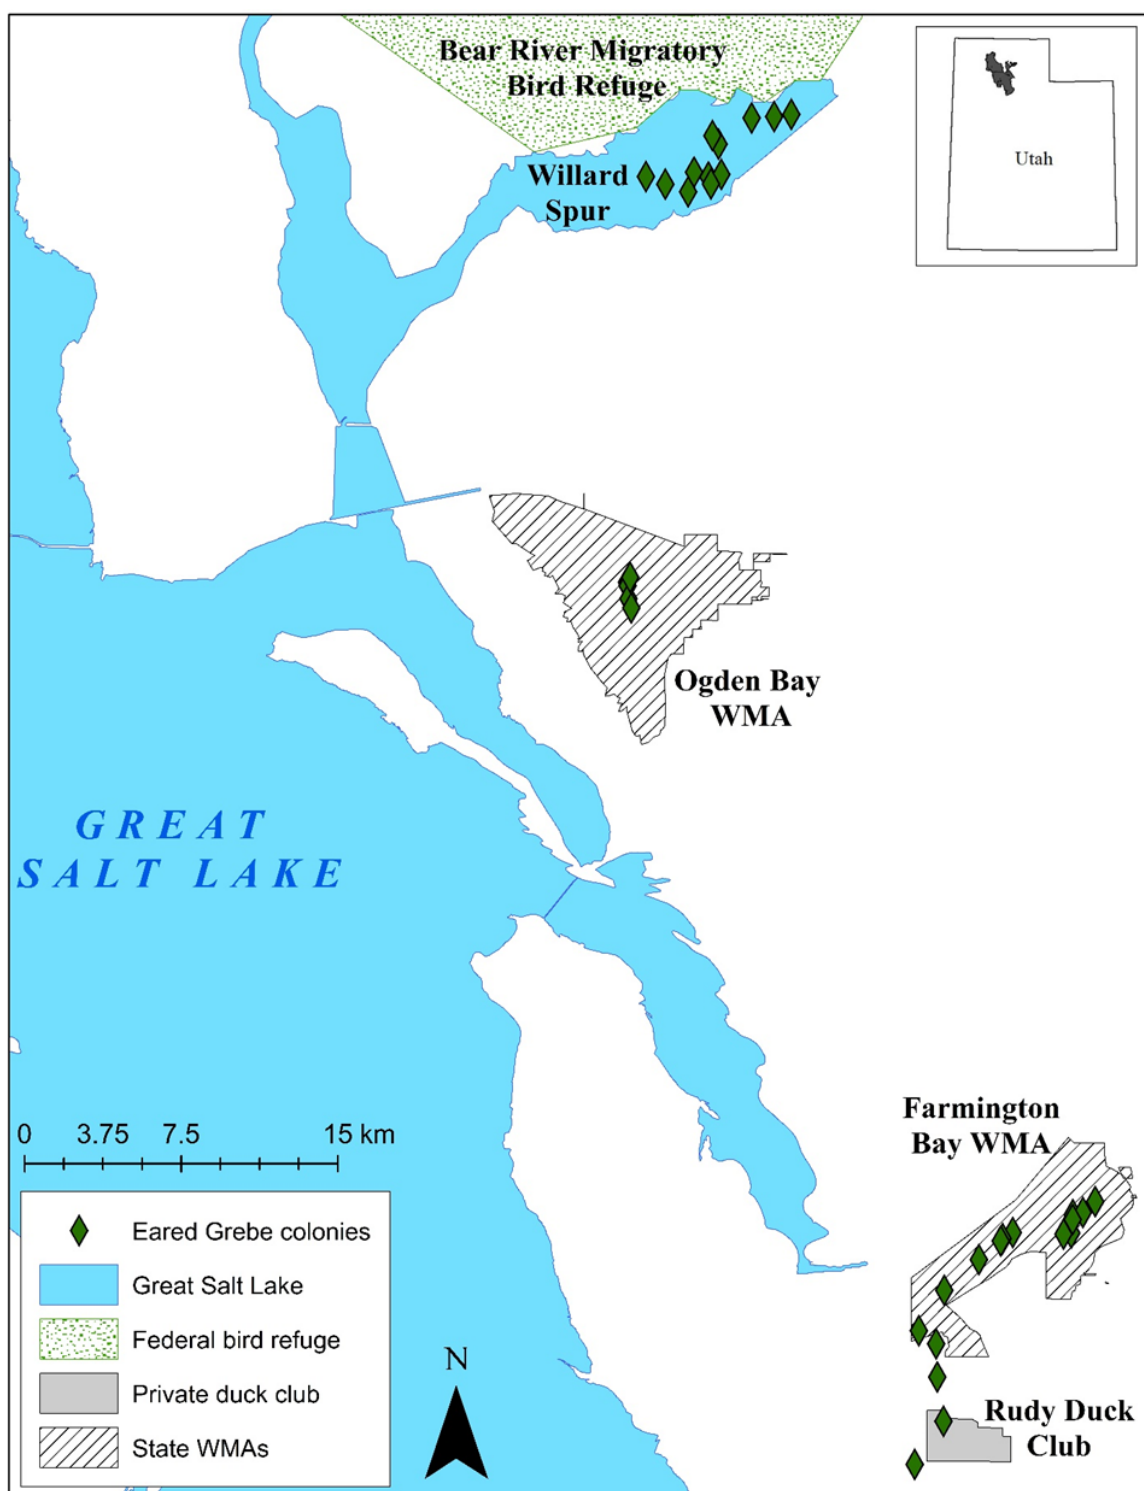 Bear River Migratory
Bird Refuge
Utah
Willard
Spur
Ogden Bay
WMA
GREAT
SALT LAKE
Farmington
Bay WMA
0 3.75 7.5 15 km
Eared Grebe colonies
Great Salt Lake
Federal bird refuge
Private duck club
State WMAs
N
Rudy Duck
Club